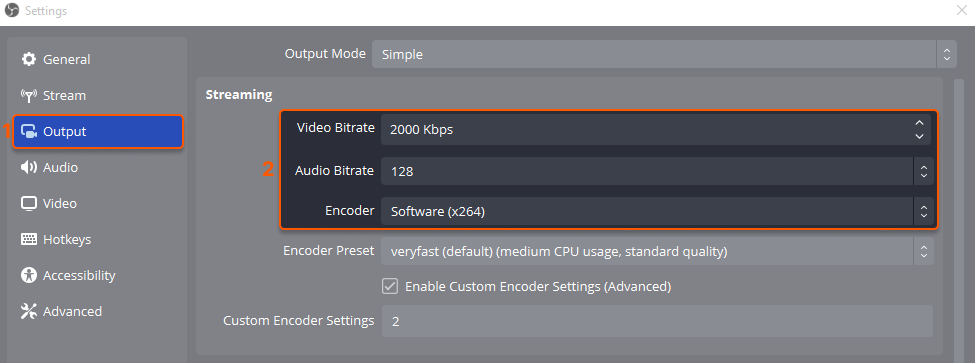 Settings
General
Stream
1 Output
Audio
Video
Hotkeys
Accessibility
Advanced
Output Mode Simple
Streaming
Video Bitrate 2000 Kbps
2 Audio Bitrate 128
Encoder Software (x264)
Encoder Preset veryfast (default) (medium CPU usage, standard quality)
Enable Custom Encoder Settings (Advanced)
Custom Encoder Settings 2